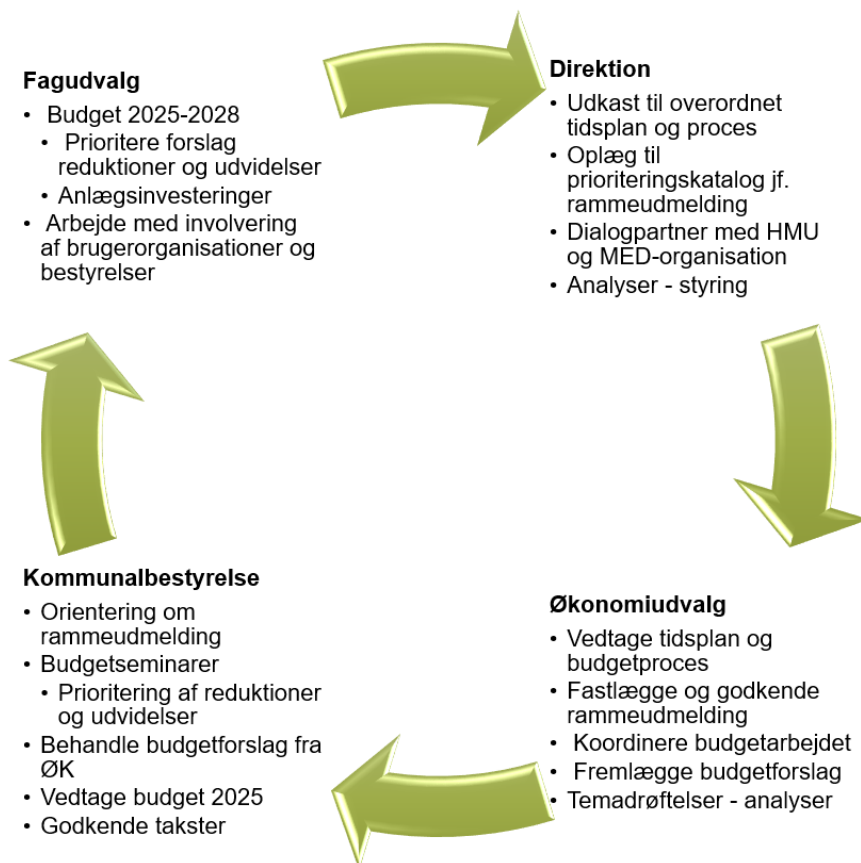 Fagudvalg
• Budget 2025-2028
• Prioritere forslag
reduktioner og udvidelser
• Anlægsinvesteringer
• Arbejde med involvering
af brugerorganisationer og
bestyrelser
Direktion
• Udkast til overordnet
tidsplan og proces
• Oplæg til
prioriteringskatalog jf.
rammeudmelding
• Dialogpartner med HMU
og MED-organisation
• Analyser - styring
Økonomiudvalg
• Vedtage tidsplan og
budgetproces
• Fastlægge og godkende
rammeudmelding
• Koordinere budgetarbejdet
• Fremlægge budgetforslag
• Temadrøftelser - analyser
Kommunalbestyrelse
• Orientering om
rammeudmelding
• Budgetseminarer
• Prioritering af reduktioner
og udvidelser
• Behandle budgetforslag fra
ØK
• Vedtage budget 2025
• Godkende takster